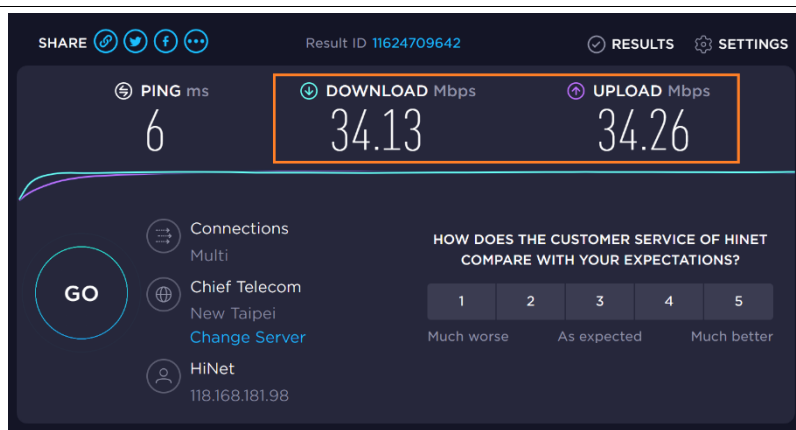 SHARE Result ID 11624709642 RESULTS SETTINGS
PING ms DOWNLOAD Mbps UPLOAD Mbps
6 34.13 34.26
Connections
Multi
HOW DOES THE CUSTOMER SERVICE OF HINET
COMPARE WITH YOUR EXPECTATIONS?
GO
Chief Telecom
New Taipei
Change Server
1 2 3 4 5
Much worse As expected Much better
HiNet
118.168.181.98